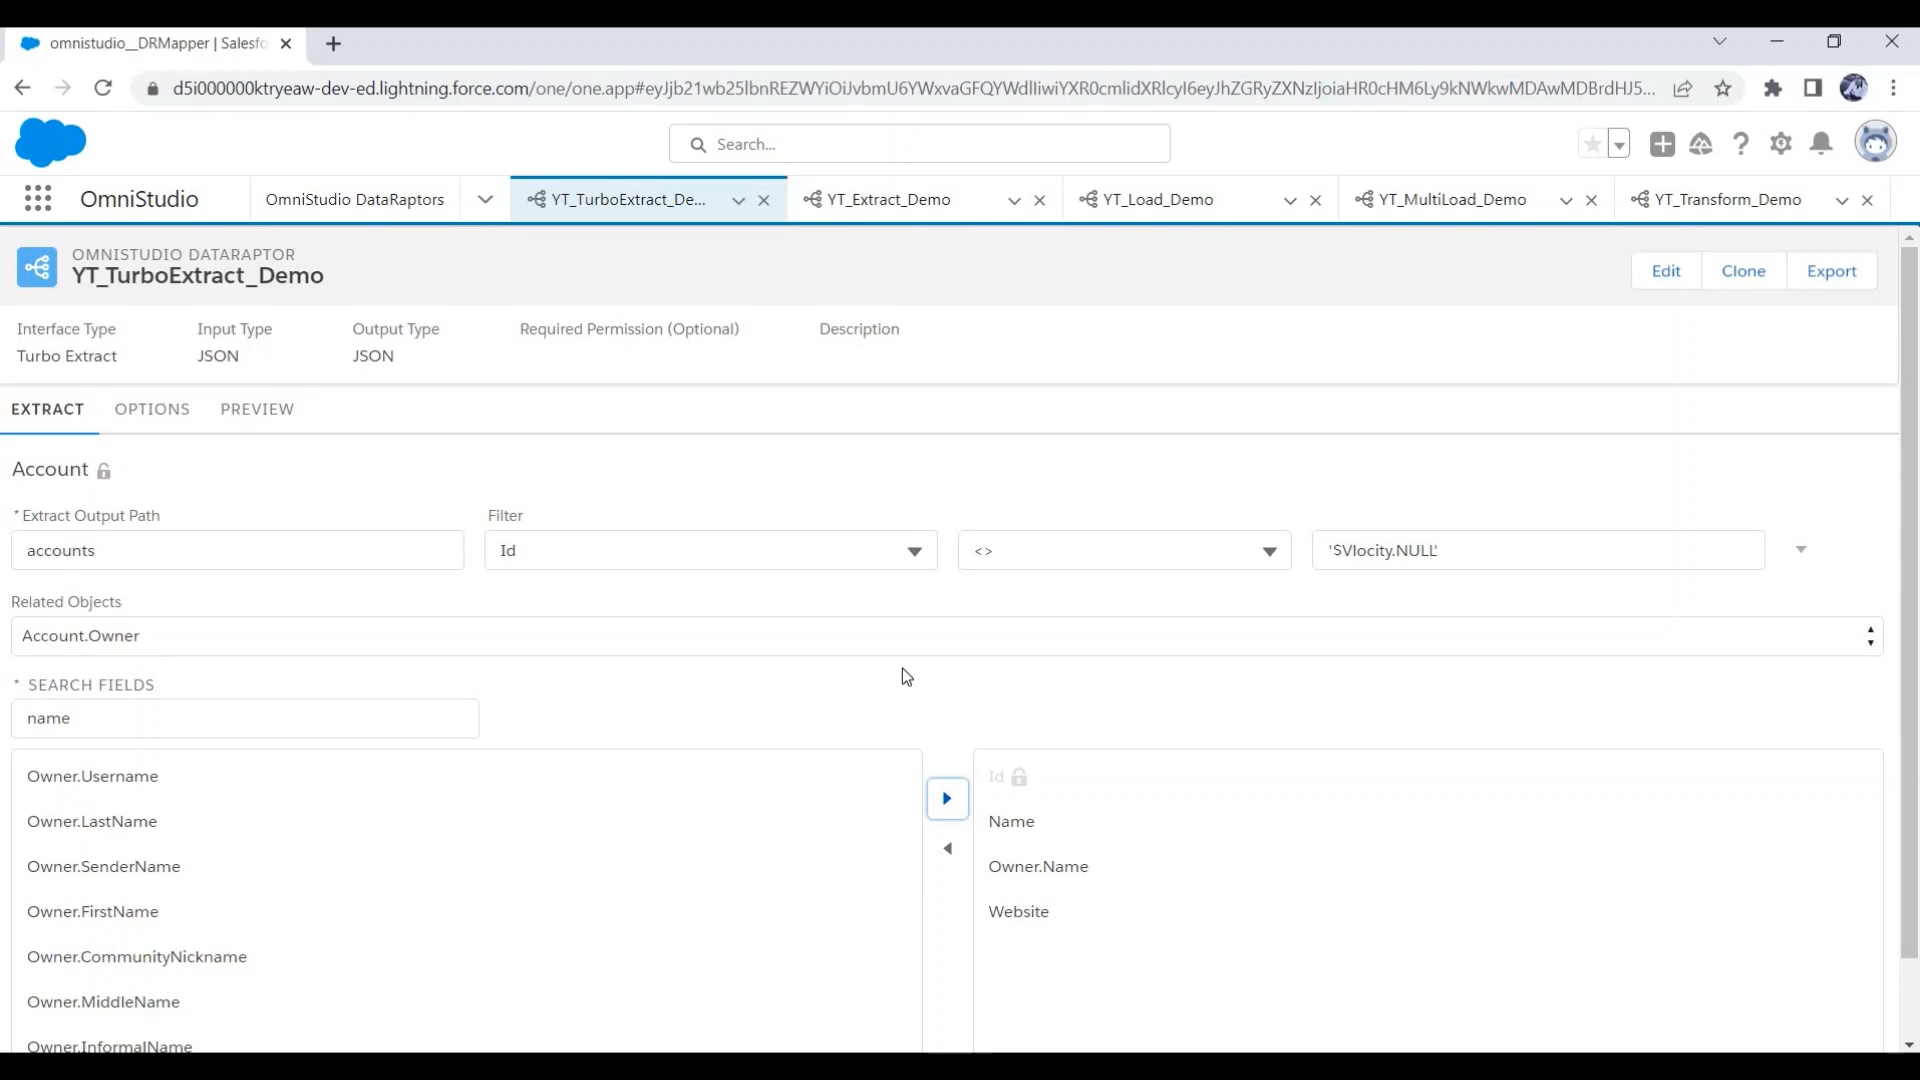 omnistudio__DRMapper | Salesfo
d5i000000ktryeaw-dev-ed.lightning.force.com/one/one.app#eyJjb21wb25lbnREZWYiOiJvbmU6YWxvaGFQYWdlIiwiYXR0cmlidXRlcyI6eyJhZGRyZXNzIjoiaHR0cHM6Ly9kNWkwMDAwMDBrdHJ5...
Search...
OmniStudio
OmniStudio DataRaptors
YT_TurboExtract_De...
YT_Extract_Demo
YT_Load_Demo
YT_MultiLoad_Demo
YT_Transform_Demo
OMNISTUDIO DATARAPTOR
YT_TurboExtract_Demo
Edit
Clone
Export
Interface Type
Input Type
Output Type
Required Permission (Optional)
Description
Turbo Extract
JSON
JSON
EXTRACT
OPTIONS
PREVIEW
Account
* Extract Output Path
Filter
accounts
Id
<>
'$Vlocity.NULL'
Related Objects
Account.Owner
* SEARCH FIELDS
name
Owner.Username
Owner.LastName
Owner.SenderName
Owner.FirstName
Owner.CommunityNickname
Owner.MiddleName
Owner.InformalName
Id
Name
Owner.Name
Website